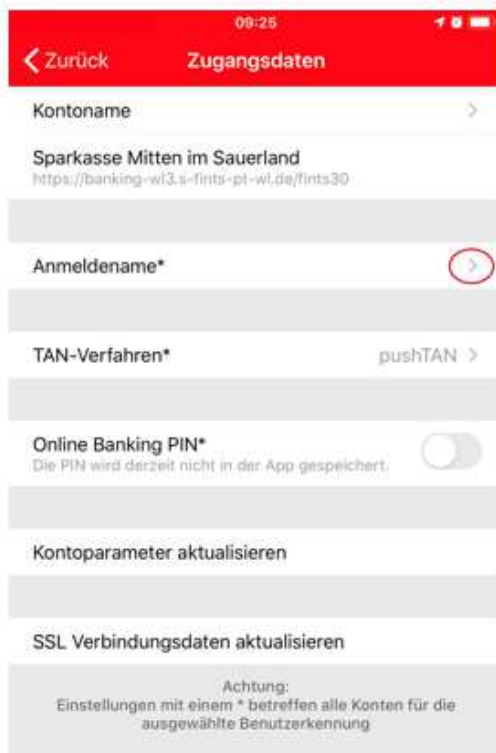 09:25
Zurück Zugangsdaten
Kontoname
Sparkasse Mitten im Sauerland
https://banking-wl3.s-fints-pt-wl.de/fints30
Anmeldename*
TAN-Verfahren* pushTAN
Online Banking PIN*
Die PIN wird derzeit nicht in der App gespeichert.
Kontoparameter aktualisieren
SSL Verbindungsdaten aktualisieren
Achtung:
Einstellungen mit einem * betreffen alle Konten für die
ausgewählte Benutzerkennung